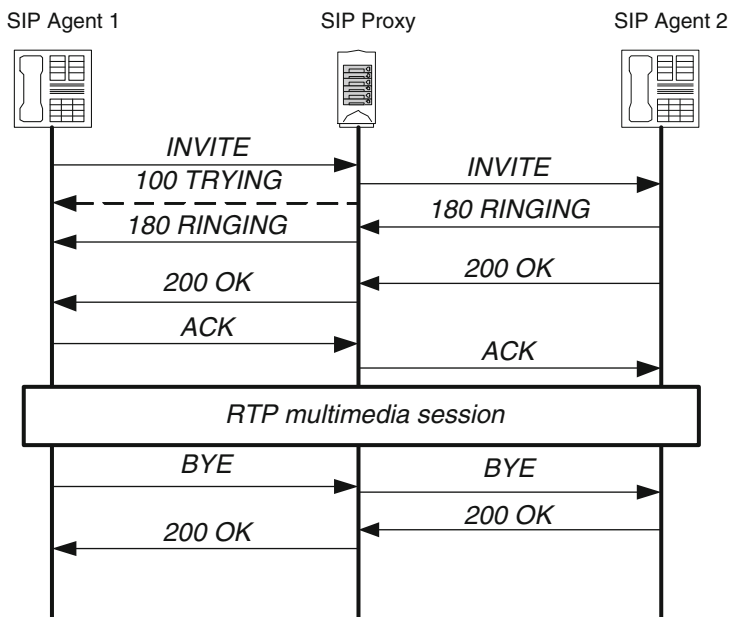 SIP Agent 1
SIP Proxy
SIP Agent 2
INVITE
INVITE
100 TRYING
180 RINGING
180 RINGING
200 OK
200 OK
ACK
ACK
RTP multimedia session
BYE
BYE
200 OK
200 OK